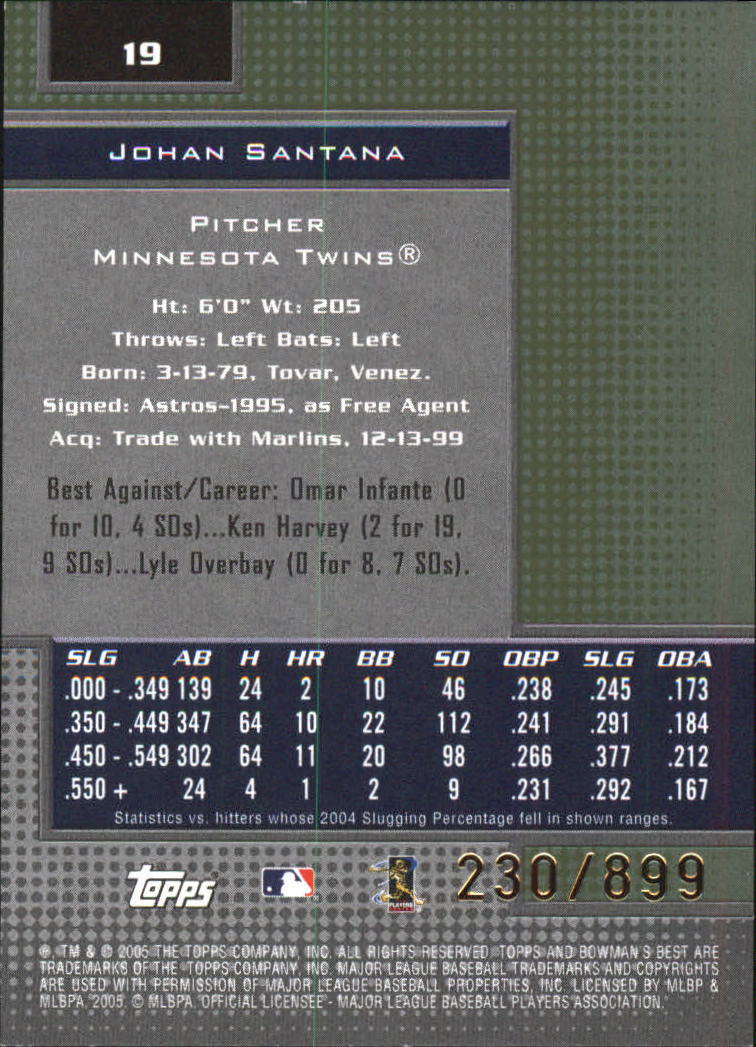 19
JOHAN SANTANA
PITCHER
MINNESOTA TWINS®
Ht: 6'0" Wt: 205
Throws: Left Bats: Left
Born: 3-13-79, Tovar, Venez.
Signed: Astros-1995, as Free Agent
Acq: Trade with Marlins, 12-13-99
Best Against/Career: Omar Infante (0
for 10, 4 SOs)...Ken Harvey (2 for 19,
9 SOs)...Lyle Overbay (0 for 8, 7 SOs).
SLG AB H HR BB SO OBP SLG OBA
.000 - .349 139 24 2 10 46 .238 .245 .173
.350 - .449 347 64 10 22 112 .241 .291 .184
.450 - .549 302 64 11 20 98 .266 .377 .212
.550 + 24 4 1 2 9 .231 .292 .167
Statistics vs. hitters whose 2004 Slugging Percentage fell in shown ranges.
Topps PLAYERS 230/899
®, TM & © 2005 THE TOPPS COMPANY, INC. ALL RIGHTS RESERVED. TOPPS AND BOWMAN'S BEST ARE
TRADEMARKS OF THE TOPPS COMPANY, INC. MAJOR LEAGUE BASEBALL TRADEMARKS AND COPYRIGHTS
ARE USED WITH PERMISSION OF MAJOR LEAGUE BASEBALL PROPERTIES, INC. LICENSED BY MLBP &
MLBPA 2005. © MLBPA OFFICIAL LICENSEE - MAJOR LEAGUE BASEBALL PLAYERS ASSOCIATION.